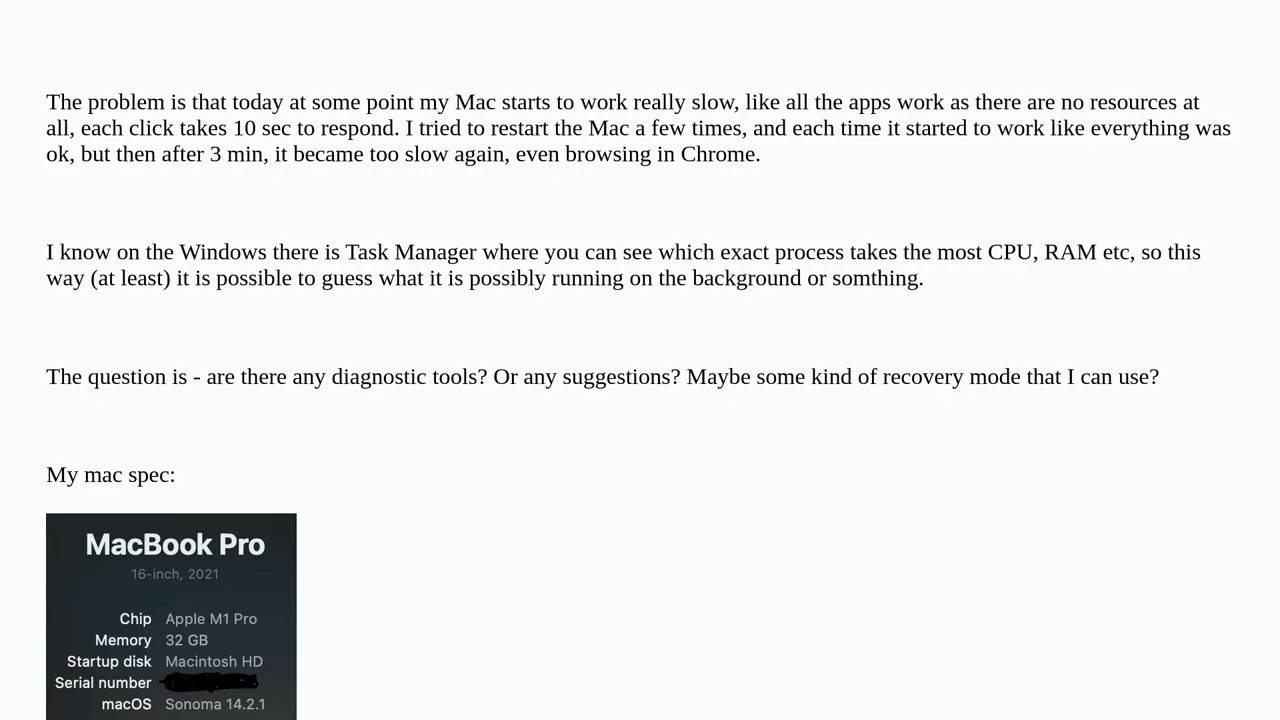 The problem is that today at some point my Mac starts to work really slow, like all the apps work as there are no resources at
all, each click takes 10 sec to respond. I tried to restart the Mac a few times, and each time it started to work like everything was
ok, but then after 3 min, it became too slow again, even browsing in Chrome.
I know on the Windows there is Task Manager where you can see which exact process takes the most CPU, RAM etc, so this
way (at least) it is possible to guess what it is possibly running on the background or somthing.
The question is - are there any diagnostic tools? Or any suggestions? Maybe some kind of recovery mode that I can use?
My mac spec:
MacBook Pro
16-inch, 2021
Chip Apple M1 Pro
Memory 32 GB
Startup disk Macintosh HD
Serial number
macOS Sonoma 14.2.1